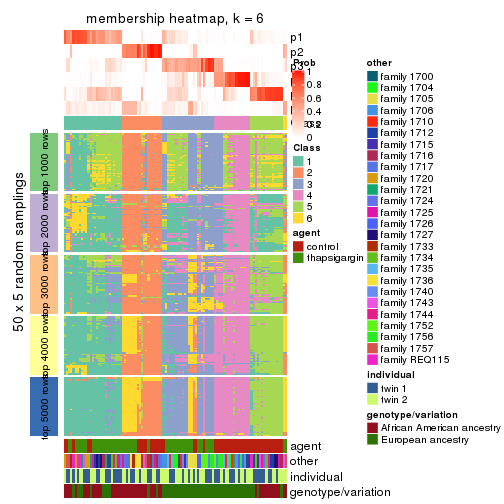 membership heatmap, k = 6
p1
p2
Prob
1
0.8
0.6
0.4
0.2
0
Class
1
2
3
4
5
6
agent
control
thapsigargin
other
family 1700
family 1704
family 1705
family 1706
family 1710
family 1712
family 1715
family 1716
family 1717
family 1720
family 1721
family 1724
family 1725
family 1726
family 1727
family 1733
family 1734
family 1735
family 1736
family 1740
family 1743
family 1744
family 1752
family 1756
family 1757
family REQ115
individual
twin 1
twin 2
genotype/variation
African American ancestry
European ancestry
50 x 5 random samplings
top 1000 rows
top 2000 rows
top 3000 rows
top 4000 rows
top 5000 rows
agent
other
individual
genotype/variation